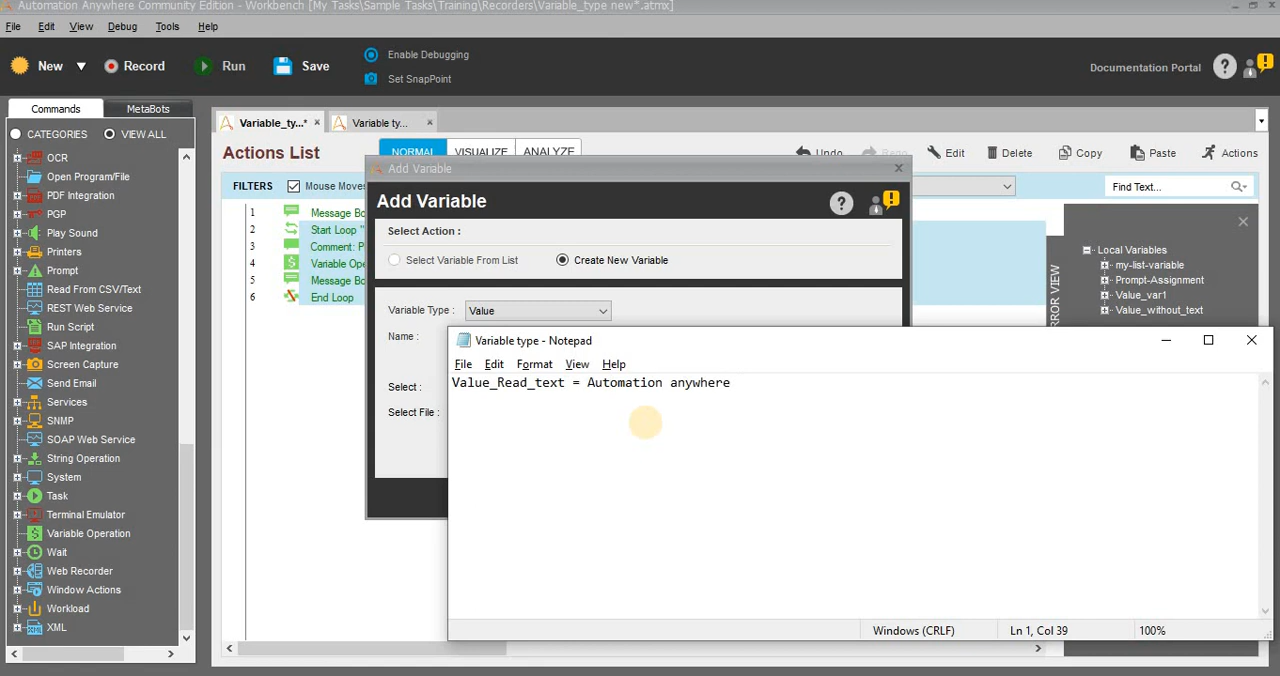 Automation Anywhere Community Edition - Workbench [My Tasks\Sample Tasks\Training\Recorders\Variable_type new*.atmx]
File Edit View Debug Tools Help
New Record Run Save
Enable Debugging
Set SnapPoint
Documentation Portal
Commands MetaBots
CATEGORIES VIEW ALL
OCR
Open Program/File
PDF Integration
PGP
Play Sound
Printers
Prompt
Read From CSV/Text
REST Web Service
Run Script
SAP Integration
Screen Capture
Send Email
Services
SNMP
SOAP Web Service
String Operation
System
Task
Terminal Emulator
Variable Operation
Wait
Web Recorder
Window Actions
Workload
XML
Variable_ty...* Variable ty...
Actions List
NORMAL VISUALIZE ANALYZE
Undo Redo Edit Delete Copy Paste Actions
FILTERS Mouse Moves
Find Text...
1 Message Bo
2 Start Loop "
3 Comment: P
4 Variable Ope
5 Message Bo
6 End Loop
Add Variable
Add Variable
Select Action :
Select Variable From List Create New Variable
Variable Type : Value
Name :
Select :
Select File :
ERROR VIEW
Local Variables
my-list-variable
Prompt-Assignment
Value_var1
Value_without_text
Variable type - Notepad
File Edit Format View Help
Value_Read_text = Automation anywhere
Windows (CRLF) Ln 1, Col 39 100%